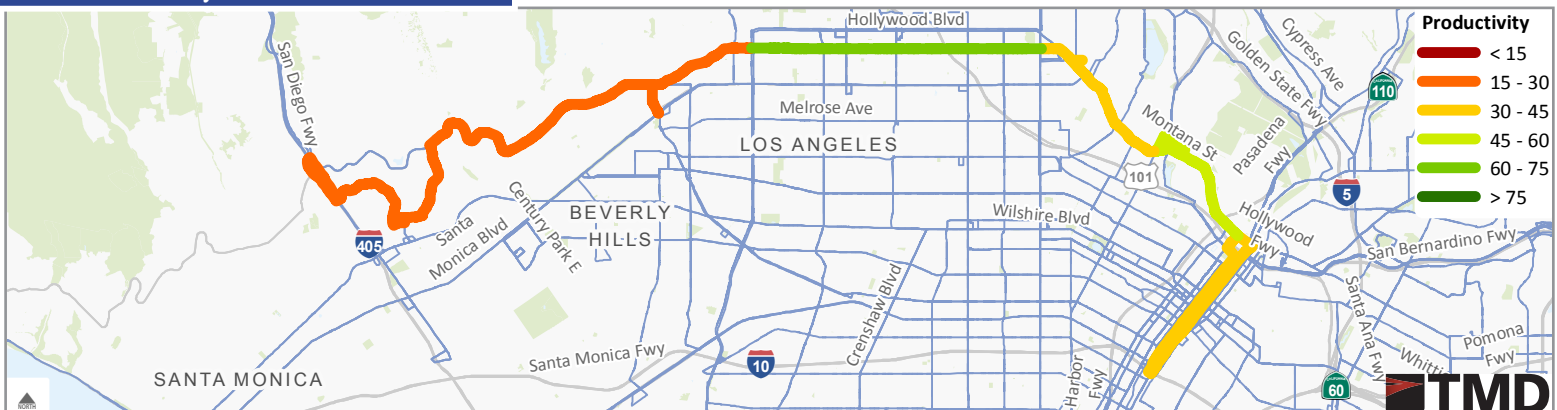 Hollywood Blvd
San Diego Fwy
Golden State Fwy
Cypress Ave
Productivity
< 15
15 - 30
30 - 45
45 - 60
60 - 75
> 75
CALIFORNIA
110
Melrose Ave
Montana St
Pasadena
Fwy
LOS ANGELES
101
5
Century Park E
BEVERLY
HILLS
Wilshire Blvd
Hollywood
Fwy
Santa
Monica Blvd
405
San Bernardino Fwy
Crenshaw Blvd
Santa Ana Fwy
Santa Monica Fwy
10
Harbor
Fwy
Pomona
Fwy
SANTA MONICA
CALIFORNIA
60
NORTH
TMD